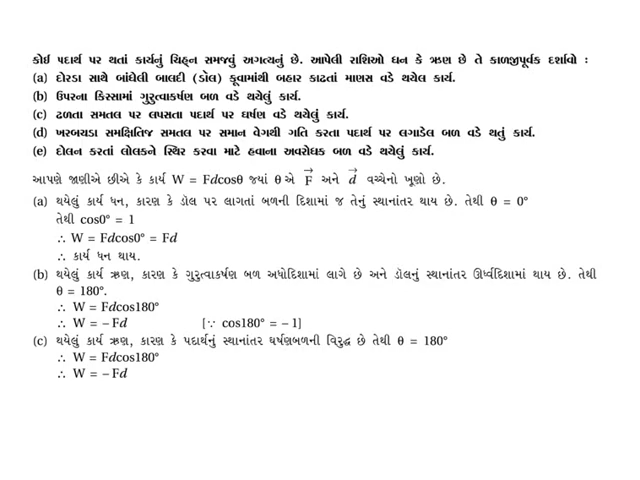 કોઈ પદાર્થ પર થતાં કાર્યનું ચિહ્ન સમજવું અગત્યનું છે. આપેલી રાશિઓ ધન કે ઋણ છે તે કાળજીપૂર્વક દર્શાવો :
(a) દોરડા સાથે બાંધેલી બાલદી (ડોલ) કૂવામાંથી બહાર કાઢતાં માણસ વડે થયેલ કાર્ય.
(b) ઉપરના કિસ્સામાં ગુરુત્વાકર્ષણ બળ વડે થયેલું કાર્ય.
(c) ઢળતા સમતલ પર લપસતા પદાર્થ પર ઘર્ષણ વડે થયેલું કાર્ય.
(d) ખરબચડા સમક્ષિતિજ સમતલ પર સમાન વેગથી ગતિ કરતા પદાર્થ પર લગાડેલ બળ વડે થતું કાર્ય.
(e) દોલન કરતાં લોલકને સ્થિર કરવા માટે હવાના અવરોધક બળ વડે થયેલું કાર્ય.
આપણે જાણીએ છીએ કે કાર્ય W = Fdcosθ જ્યાં θ એ F→ અને d→ વચ્ચેનો ખૂણો છે.
(a) થયેલું કાર્ય ધન, કારણ કે ડોલ પર લાગતાં બળની દિશામાં જ તેનું સ્થાનાંતર થાય છે. તેથી θ = 0°
તેથી cos0° = 1
∴ W = Fdcos0° = Fd
∴ કાર્ય ધન થાય.
(b) થયેલું કાર્ય ઋણ, કારણ કે ગુરુત્વાકર્ષણ બળ અધોદિશામાં લાગે છે અને ડોલનું સ્થાનાંતર ઊર્ધ્વદિશામાં થાય છે. તેથી
θ = 180°.
∴ W = Fdcos180°
∴ W = – Fd [∵ cos180° = – 1]
(c) થયેલું કાર્ય ઋણ, કારણ કે પદાર્થનું સ્થાનાંતર ઘર્ષણબળની વિરુદ્ધ છે તેથી θ = 180°
∴ W = Fdcos180°
∴ W = – Fd